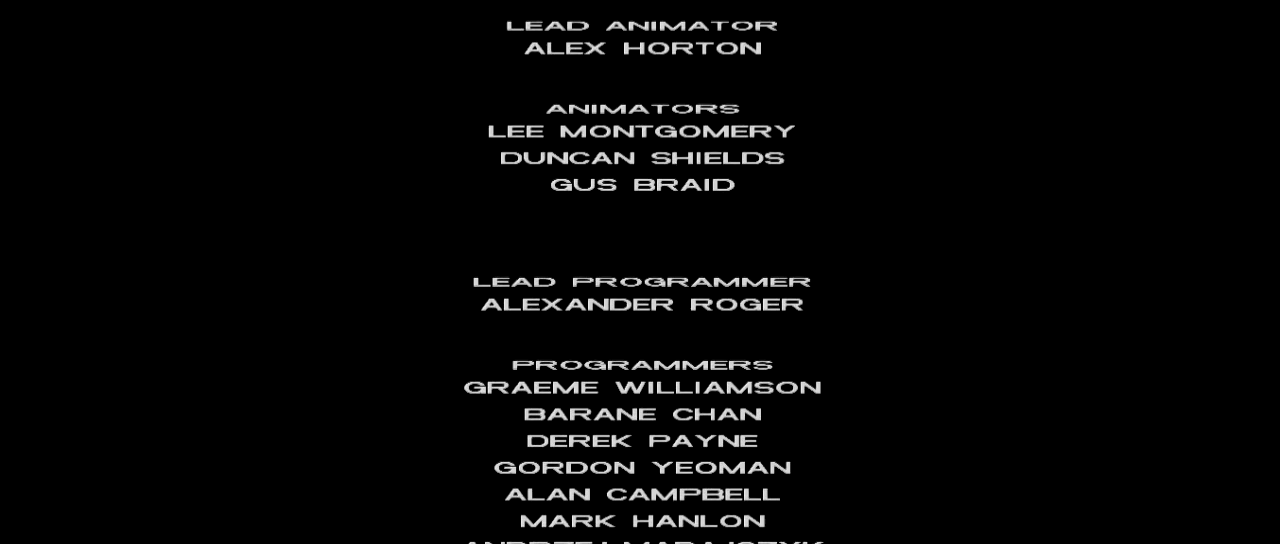 LEAD ANIMATOR
ALEX HORTON
ANIMATORS
LEE MONTGOMERY
DUNCAN SHIELDS
GUS BRAID
LEAD PROGRAMMER
ALEXANDER ROGER
PROGRAMMERS
GRAEME WILLIAMSON
BARANE CHAN
DEREK PAYNE
GORDON YEOMAN
ALAN CAMPBELL
MARK HANLON